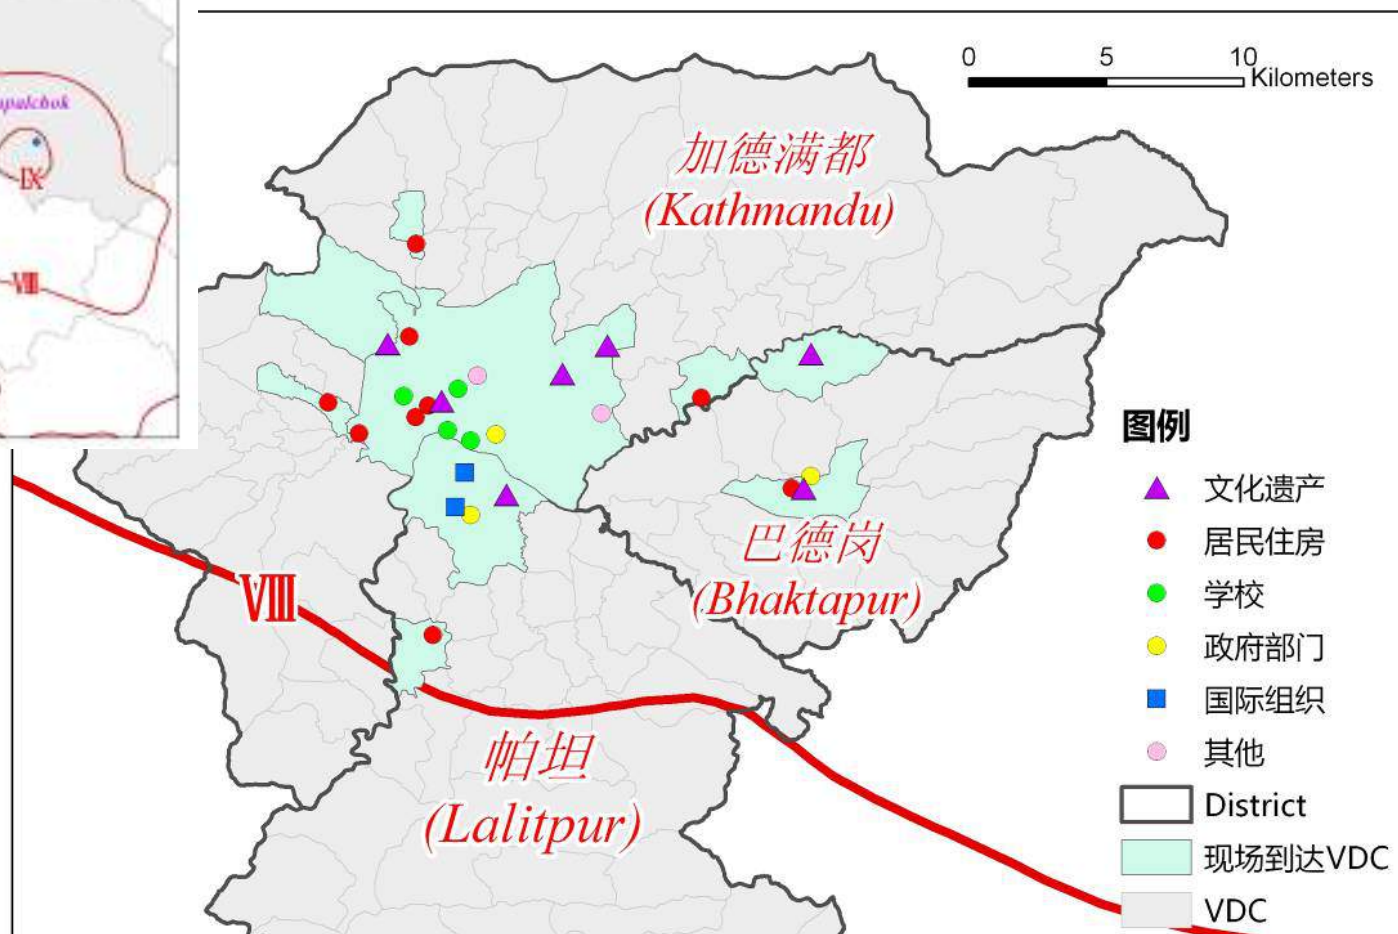 palchok
IX
VIII
0 5 10
Kilometers
加德满都
(Kathmandu)
巴德岗
(Bhaktapur)
VIII
帕坦
(Lalitpur)
图例
文化遗产
居民住房
学校
政府部门
国际组织
其他
District
现场到达VDC
VDC